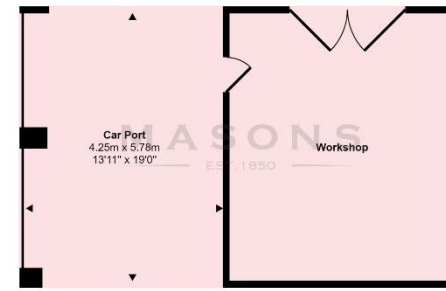 Car Port
4.25m x 5.78m
13'11" x 19'0"
Workshop
MASONS
EST.1850